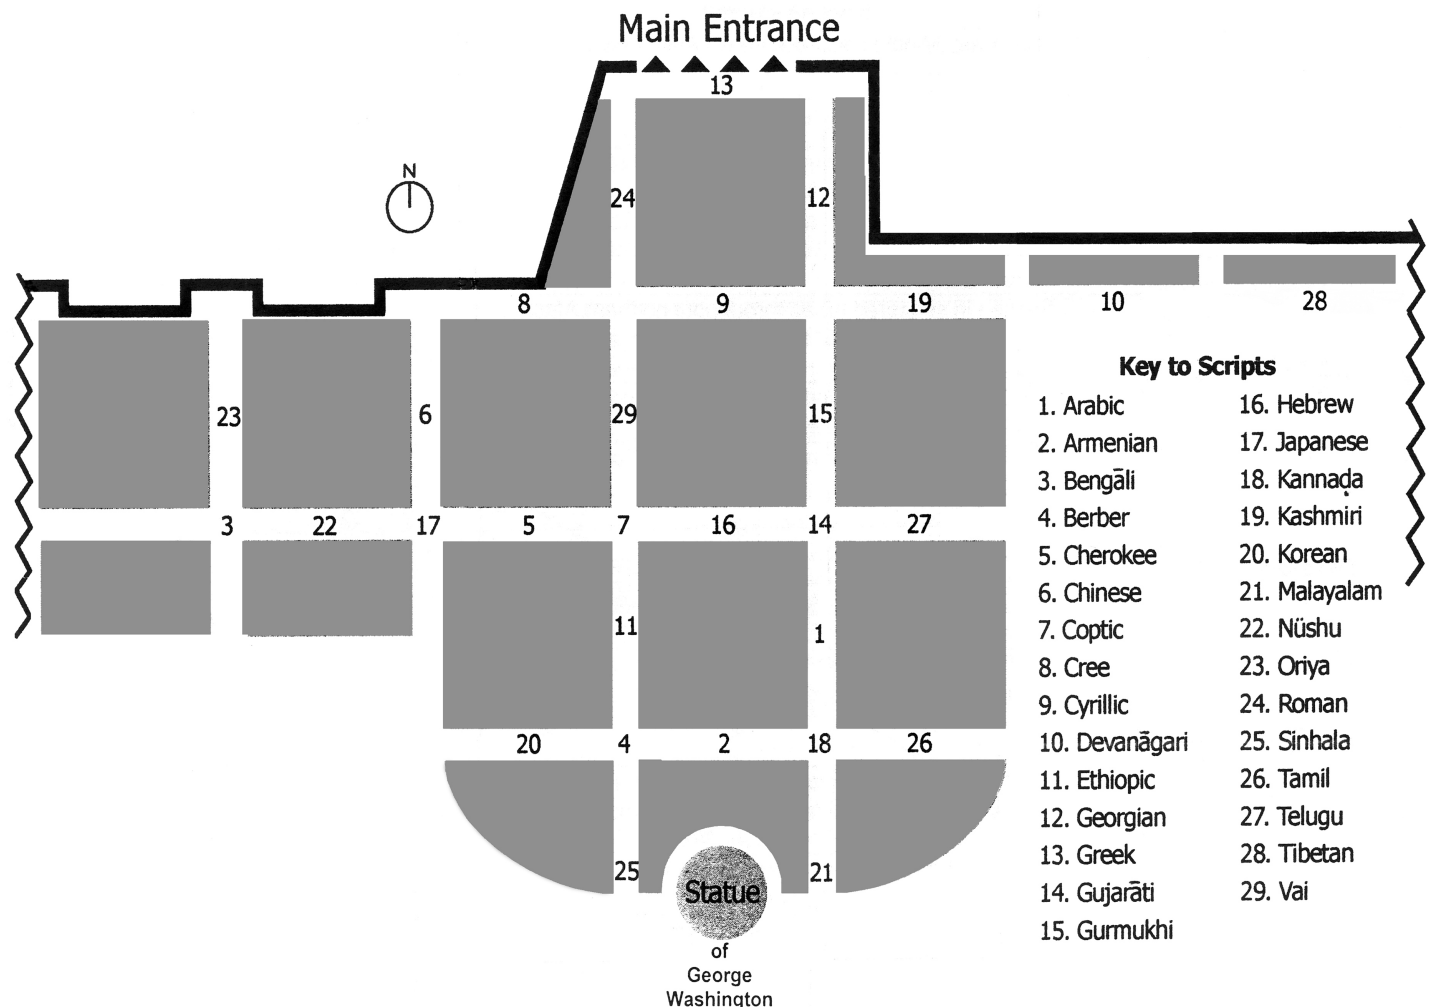 Main Entrance
13
N
24
12
8
9
19
10
28
23
6
29
15
3
22
17
5
7
16
14
27
11
1
20
4
2
18
26
25
21
Statue
of
George
Washington
Key to Scripts
1. Arabic
2. Armenian
3. Bengāli
4. Berber
5. Cherokee
6. Chinese
7. Coptic
8. Cree
9. Cyrillic
10. Devanāgari
11. Ethiopic
12. Georgian
13. Greek
14. Gujarāti
15. Gurmukhi
16. Hebrew
17. Japanese
18. Kannaḍa
19. Kashmiri
20. Korean
21. Malayalam
22. Nüshu
23. Oriya
24. Roman
25. Sinhala
26. Tamil
27. Telugu
28. Tibetan
29. Vai